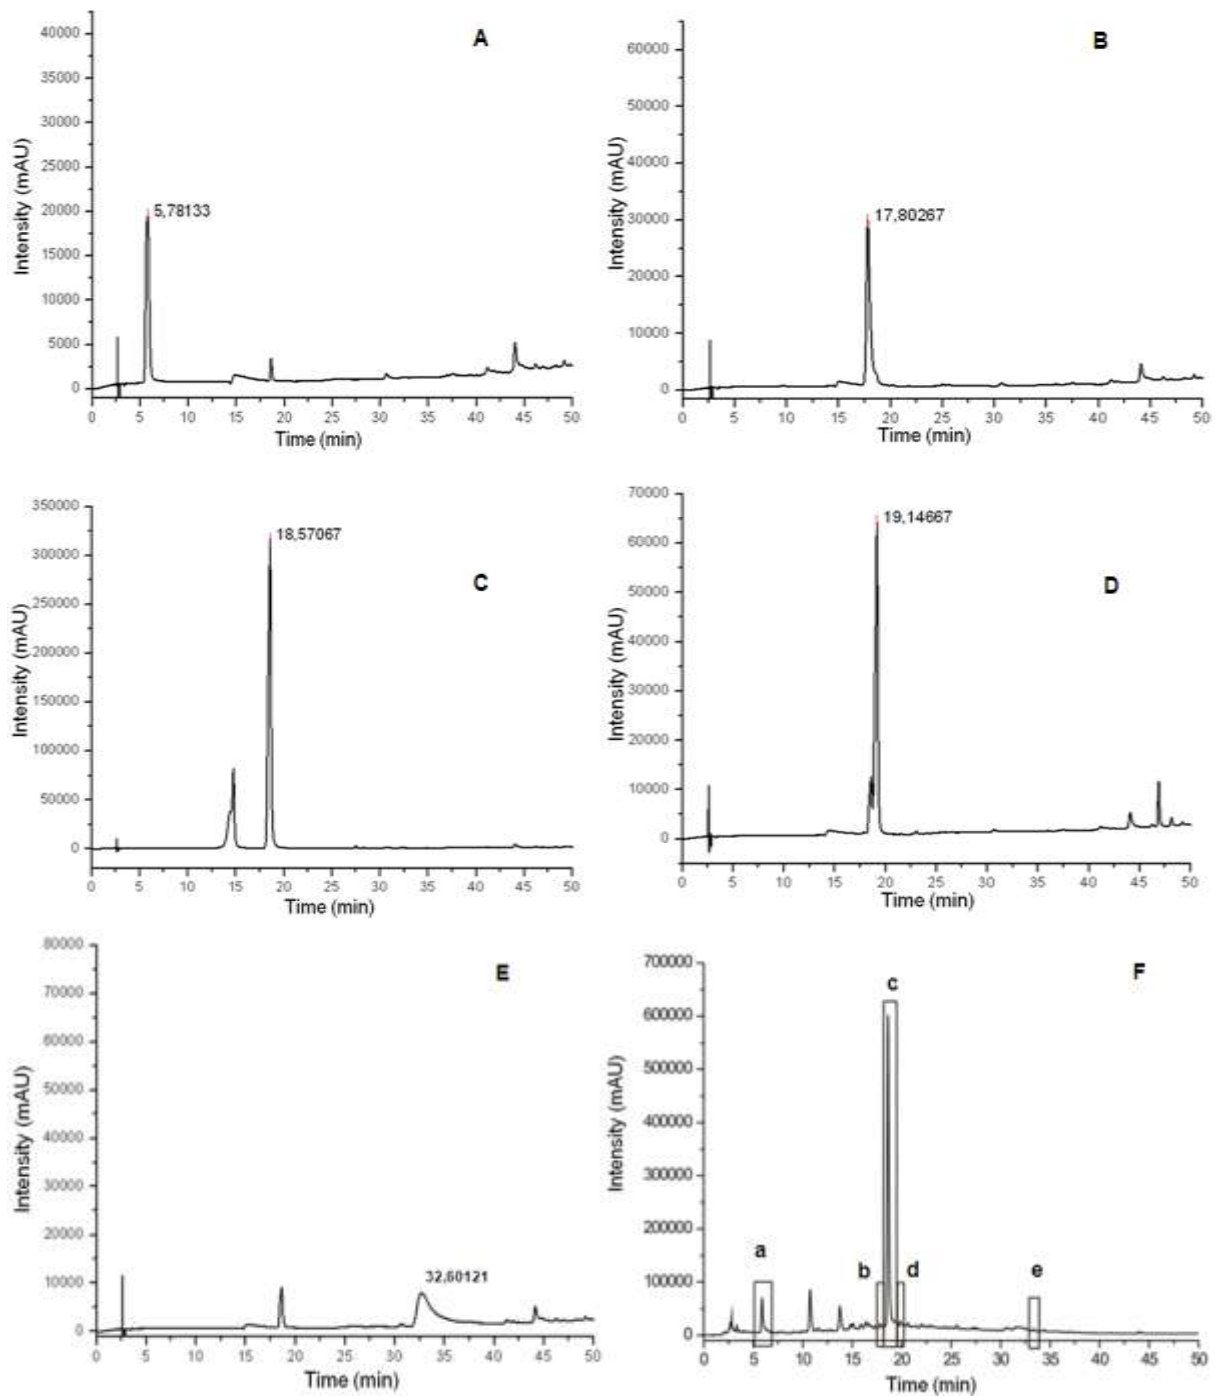 A
Intensity (mAU)
40000
35000
30000
25000
20000
15000
10000
5000
0
5,78133
0 5 10 15 20 25 30 35 40 45 50
Time (min)
B
Intensity (mAU)
60000
50000
40000
30000
20000
10000
0
17,80267
0 5 10 15 20 25 30 35 40 45 50
Time (min)
C
Intensity (mAU)
350000
300000
250000
200000
150000
100000
50000
0
18,57067
0 5 10 15 20 25 30 35 40 45 50
Time (min)
D
Intensity (mAU)
70000
60000
50000
40000
30000
20000
10000
0
19,14667
0 5 10 15 20 25 30 35 40 45 50
Time (min)
E
Intensity (mAU)
80000
70000
60000
50000
40000
30000
20000
10000
0
32,60121
0 5 10 15 20 25 30 35 40 45 50
Time (min)
F
Intensity (mAU)
700000
600000
500000
400000
300000
200000
100000
0
a
b
c
d
e
0 5 10 15 20 25 30 35 40 45 50
Time (min)